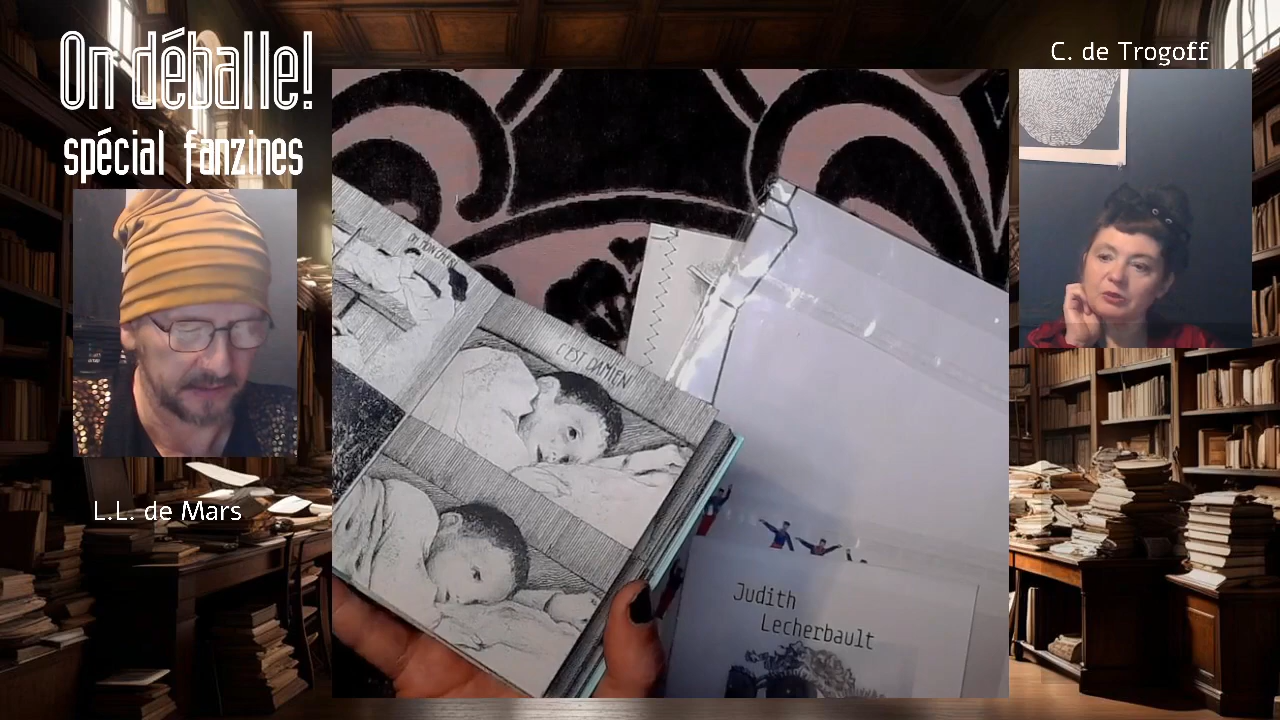 On déballe!
spécial fanzines
C. de Trogoff
L.L. de Mars
C'EST DAMIEN
Judith
Lecherbault